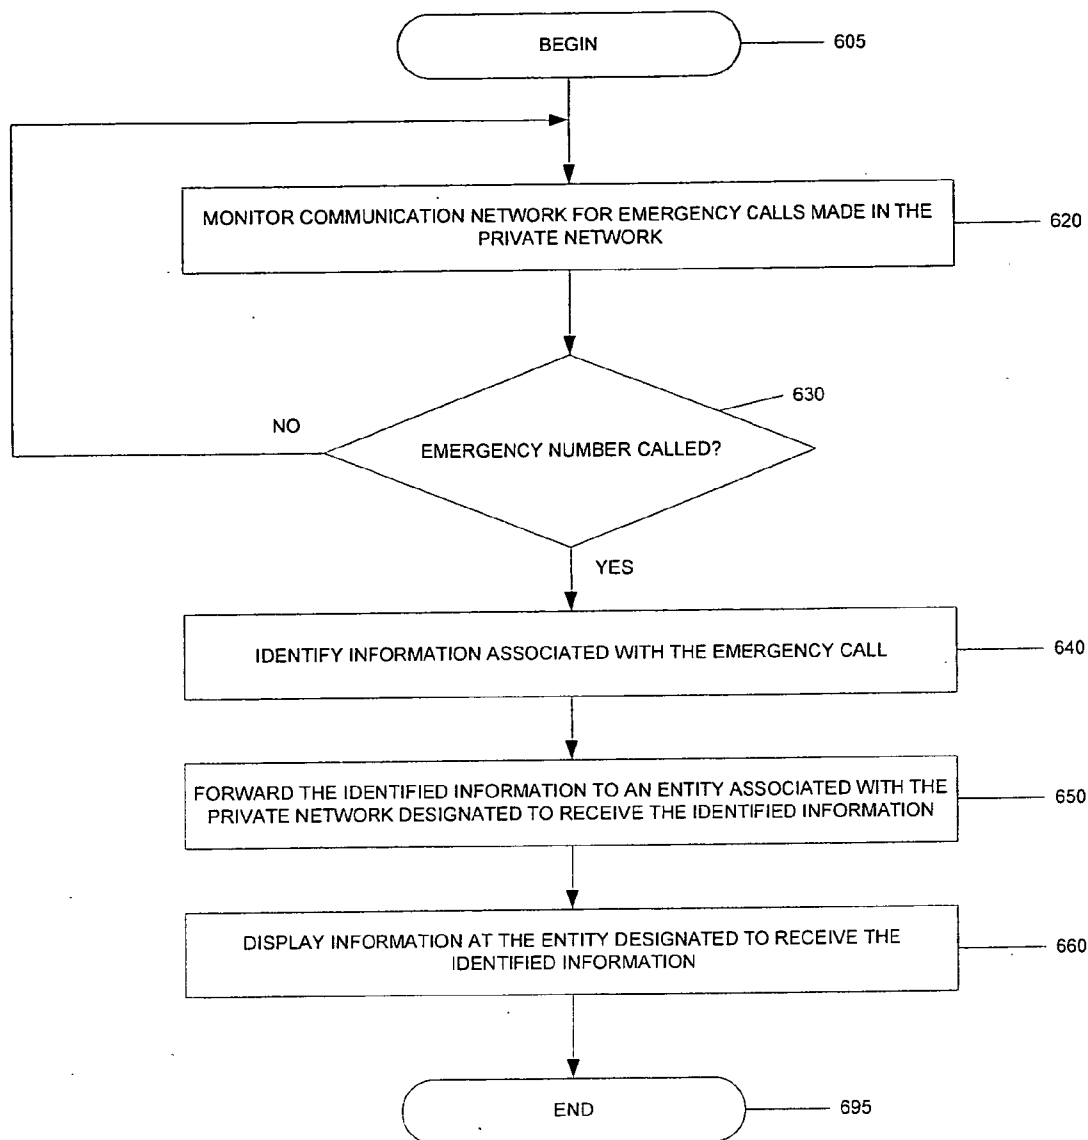 BEGIN
605
MONITOR COMMUNICATION NETWORK FOR EMERGENCY CALLS MADE IN THE
PRIVATE NETWORK
620
630
NO
EMERGENCY NUMBER CALLED?
YES
IDENTIFY INFORMATION ASSOCIATED WITH THE EMERGENCY CALL
640
FORWARD THE IDENTIFIED INFORMATION TO AN ENTITY ASSOCIATED WITH THE
PRIVATE NETWORK DESIGNATED TO RECEIVE THE IDENTIFIED INFORMATION
650
DISPLAY INFORMATION AT THE ENTITY DESIGNATED TO RECEIVE THE
IDENTIFIED INFORMATION
660
END
695